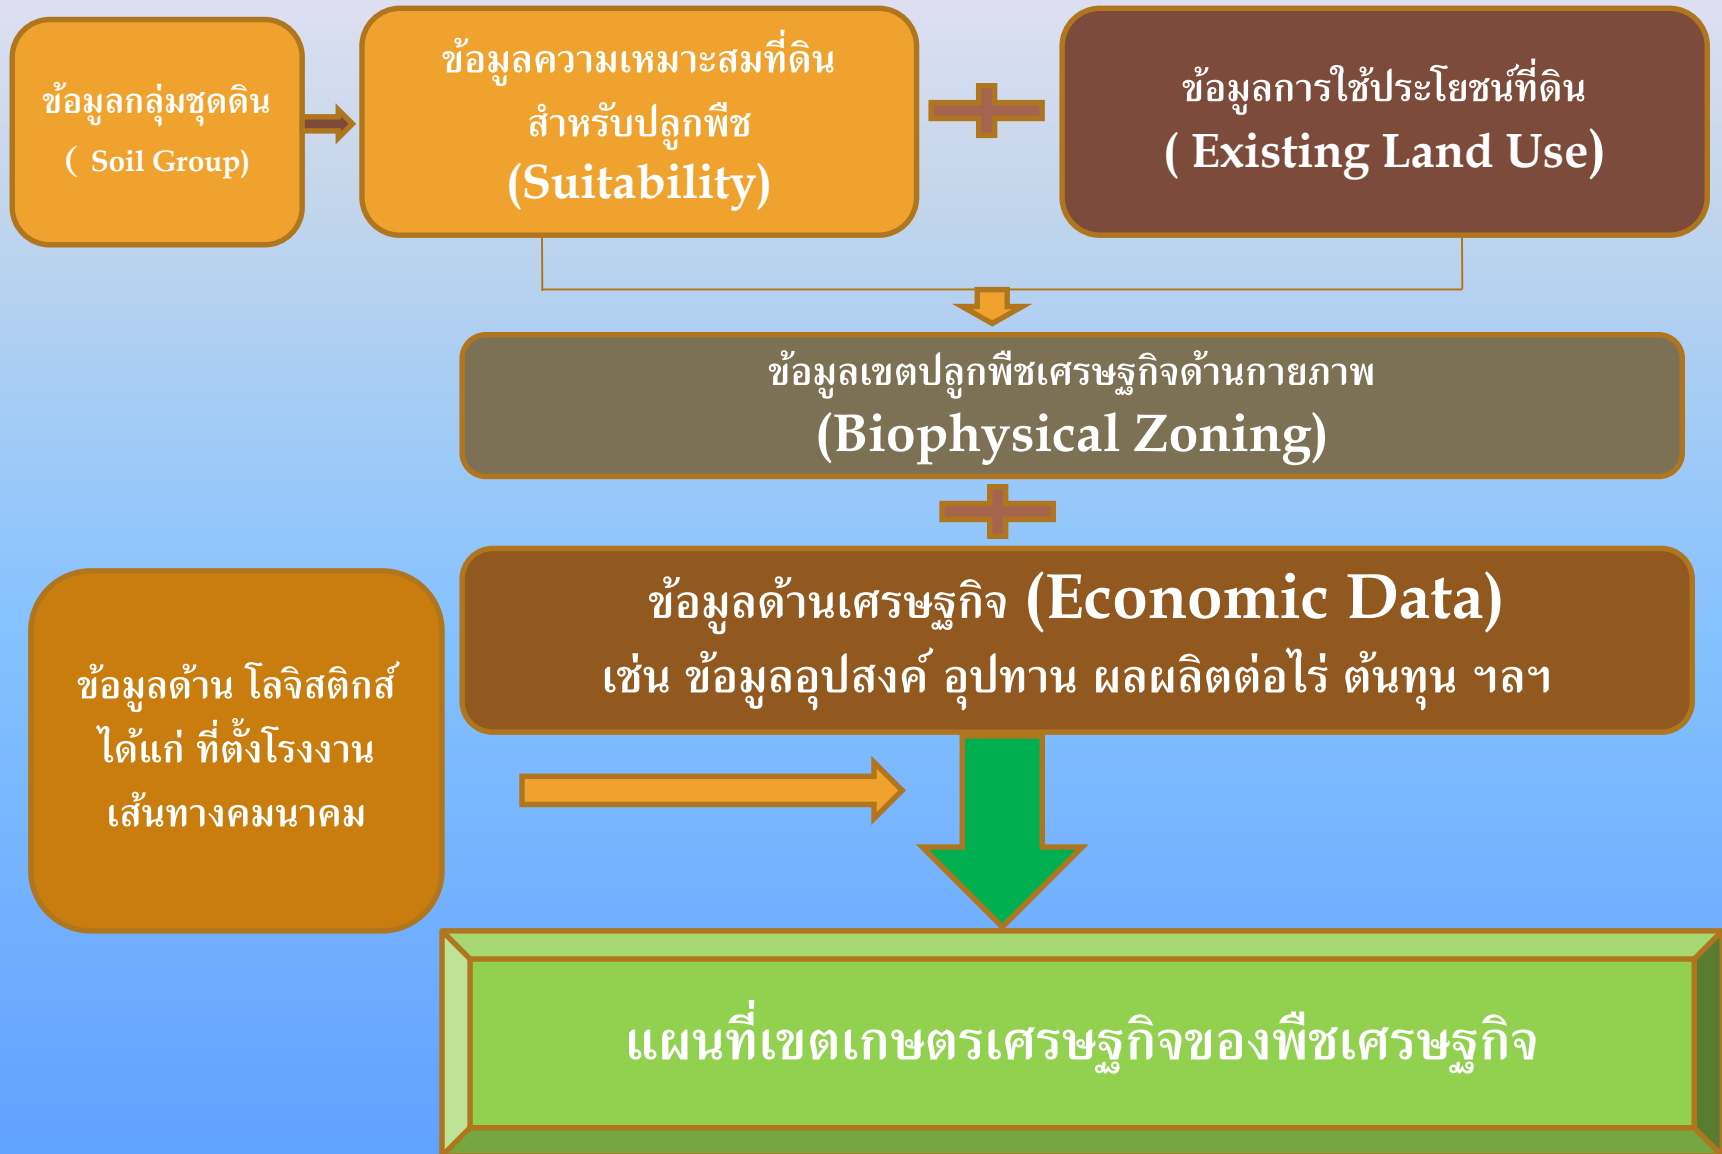 ข้อมูลกลุ่มชุดดิน
( Soil Group)
ข้อมูลความเหมาะสมที่ดิน
สำหรับปลูกพืช
(Suitability)
ข้อมูลการใช้ประโยชน์ที่ดิน
( Existing Land Use)
ข้อมูลเขตปลูกพืชเศรษฐกิจด้านกายภาพ
(Biophysical Zoning)
ข้อมูลด้านเศรษฐกิจ (Economic Data)
เช่น ข้อมูลอุปสงค์ อุปทาน ผลผลิตต่อไร่ ต้นทุน ฯลฯ
ข้อมูลด้าน โลจิสติกส์
ได้แก่ ที่ตั้งโรงงาน
เส้นทางคมนาคม
แผนที่เขตเกษตรเศรษฐกิจของพืชเศรษฐกิจ